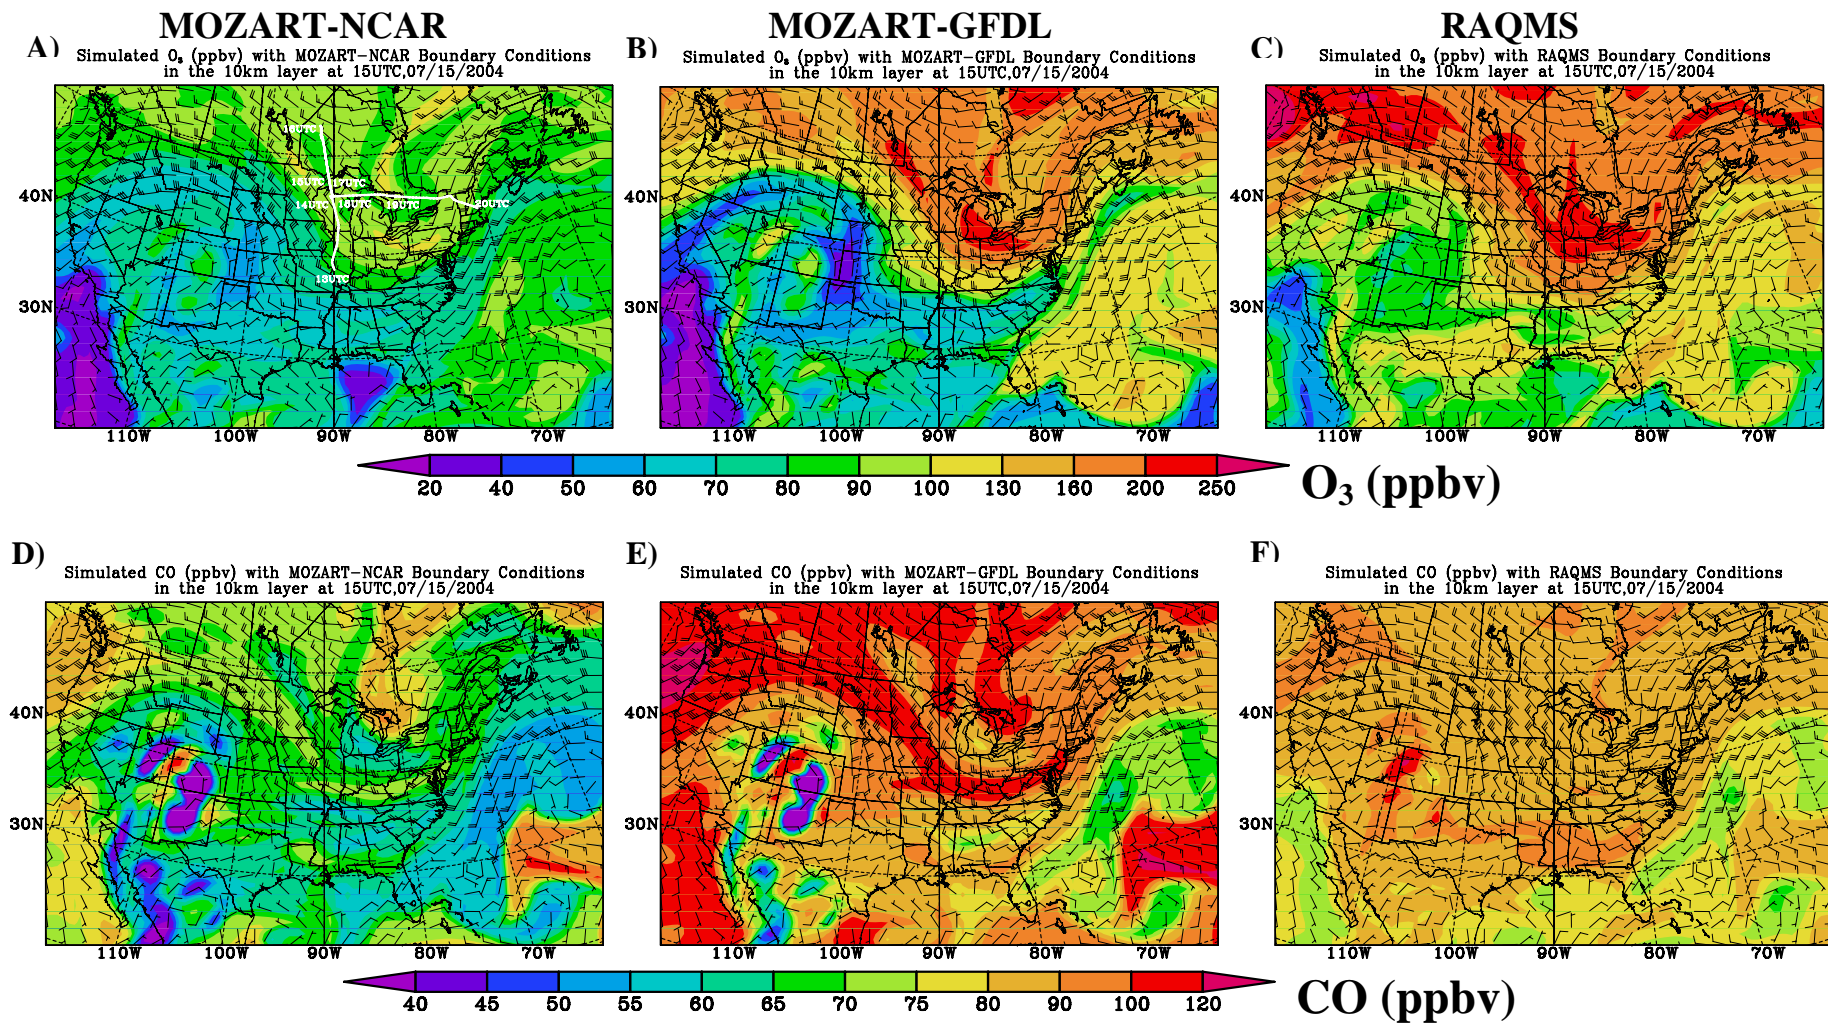 MOZART-NCAR MOZART-GFDL RAQMS
A) B) C)
Simulated O₃ (ppbv) with MOZART-NCAR Boundary Conditions
in the 10km layer at 15UTC,07/15/2004
Simulated O₃ (ppbv) with MOZART-GFDL Boundary Conditions
in the 10km layer at 15UTC,07/15/2004
Simulated O₃ (ppbv) with RAQMS Boundary Conditions
in the 10km layer at 15UTC,07/15/2004
16UTC
15UTC 17UTC
14UTC 18UTC 19UTC 20UTC
13UTC
40N 40N 40N
30N 30N 30N
110W 100W 90W 80W 70W
110W 100W 90W 80W 70W
110W 100W 90W 80W 70W
20 40 50 60 70 80 90 100 130 160 200 250
O₃ (ppbv)
D) E) F)
Simulated CO (ppbv) with MOZART-NCAR Boundary Conditions
in the 10km layer at 15UTC,07/15/2004
Simulated CO (ppbv) with MOZART-GFDL Boundary Conditions
in the 10km layer at 15UTC,07/15/2004
Simulated CO (ppbv) with RAQMS Boundary Conditions
in the 10km layer at 15UTC,07/15/2004
40N 40N 40N
30N 30N 30N
110W 100W 90W 80W 70W
110W 100W 90W 80W 70W
110W 100W 90W 80W 70W
40 45 50 55 60 65 70 75 80 90 100 120
CO (ppbv)